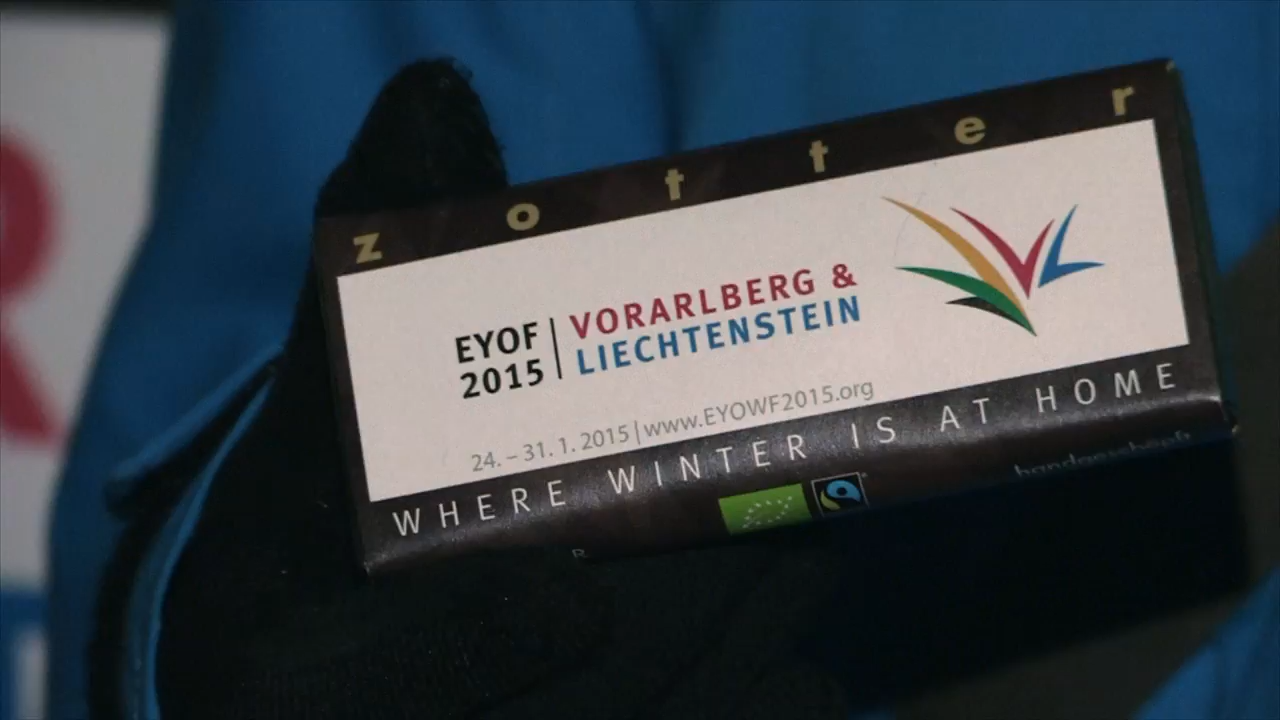 zotter
EYOF 2015 | VORARLBERG & LIECHTENSTEIN
24. – 31. 1. 2015 | www.EYOWF2015.org
WHERE WINTER IS AT HOME
R